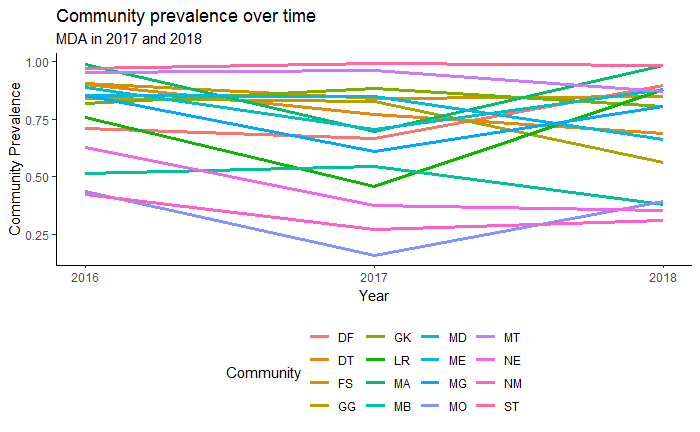 Community prevalence over time
MDA in 2017 and 2018
1.00
0.75
0.50
0.25
Community Prevalence
2016 2017 2018
Year
Community
DF GK MD MT
DT LR ME NE
FS MA MG NM
GG MB MO ST